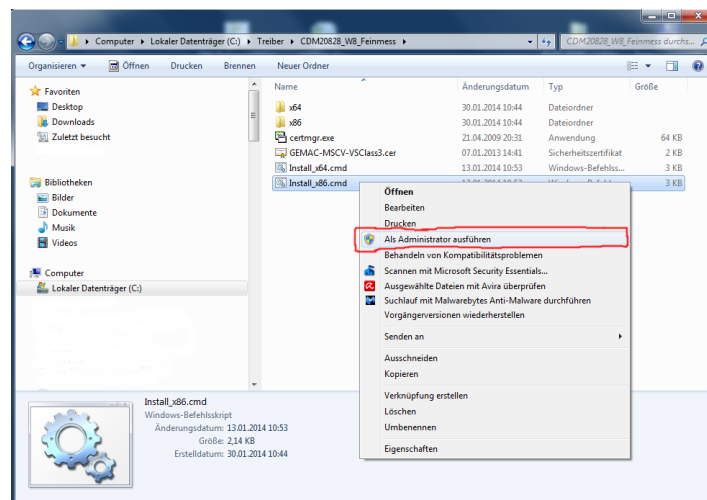 Computer ▸ Lokaler Datenträger (C:) ▸ Treiber ▸ CDM20828_W8_Feinmess ▸ CDM20828_W8_Feinmess durchs...
Organisieren ▾ Öffnen Drucken Brennen Neuer Ordner
Favoriten
Desktop
Downloads
Zuletzt besucht
Bibliotheken
Bilder
Dokumente
Musik
Videos
Computer
Lokaler Datenträger (C:)
Name Änderungsdatum Typ Größe
x64 30.01.2014 10:44 Dateiordner
x86 30.01.2014 10:44 Dateiordner
certmgr.exe 21.04.2009 20:31 Anwendung 64 KB
GEMAC-MSCV-VSClass3.cer 07.01.2013 14:41 Sicherheitszertifikat 2 KB
Install_x64.cmd 13.01.2014 10:53 Windows-Befehlss... 3 KB
Install_x86.cmd 3 KB
Öffnen
Bearbeiten
Drucken
Als Administrator ausführen
Behandeln von Kompatibilitätsproblemen
Scannen mit Microsoft Security Essentials...
Ausgewählte Dateien mit Avira überprüfen
Suchlauf mit Malwarebytes Anti-Malware durchführen
Vorgängerversionen wiederherstellen
Senden an
Ausschneiden
Kopieren
Verknüpfung erstellen
Löschen
Umbenennen
Eigenschaften
Install_x86.cmd
Windows-Befehlsskript
Änderungsdatum: 13.01.2014 10:53
Größe: 2,14 KB
Erstelldatum: 30.01.2014 10:44